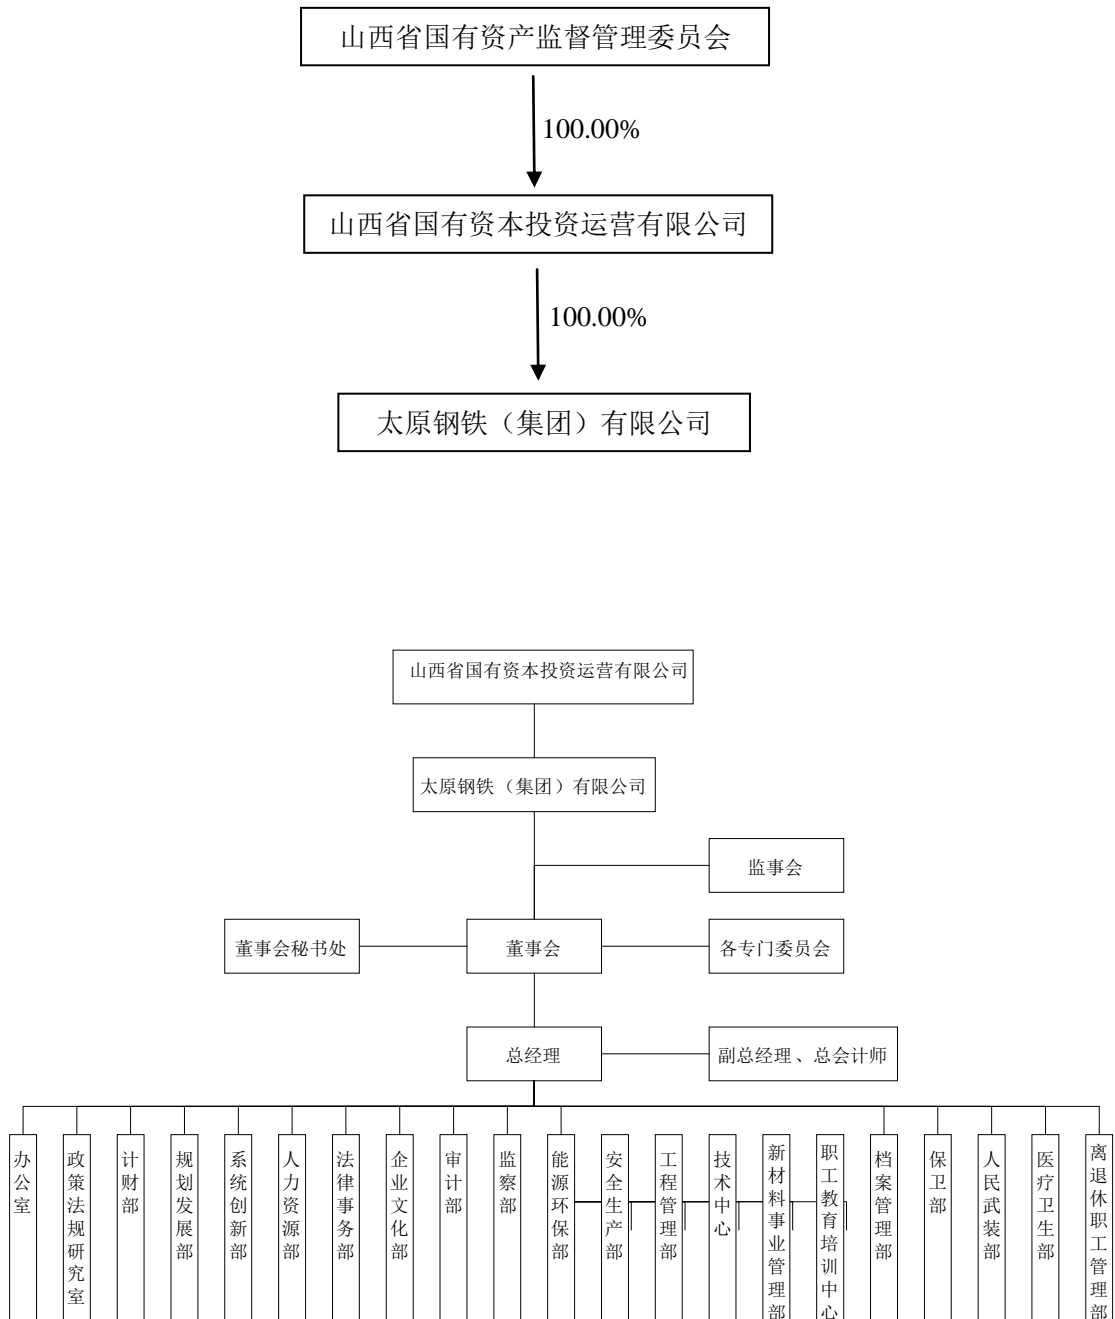 山西省国有资产监督管理委员会
100.00%
山西省国有资本投资运营有限公司
100.00%
太原钢铁（集团）有限公司
山西省国有资本投资运营有限公司
太原钢铁（集团）有限公司
监事会
董事会秘书处
董事会
各专门委员会
总经理
副总经理、总会计师
办公室
政策法规研究室
计财部
规划发展部
系统创新部
人力资源部
法律事务部
企业文化部
审计部
监察部
能源环保部
安全生产部
工程管理部
技术中心
新材料事业管理部
职工教育培训中心
档案管理部
保卫部
人民武装部
医疗卫生部
离退休职工管理部